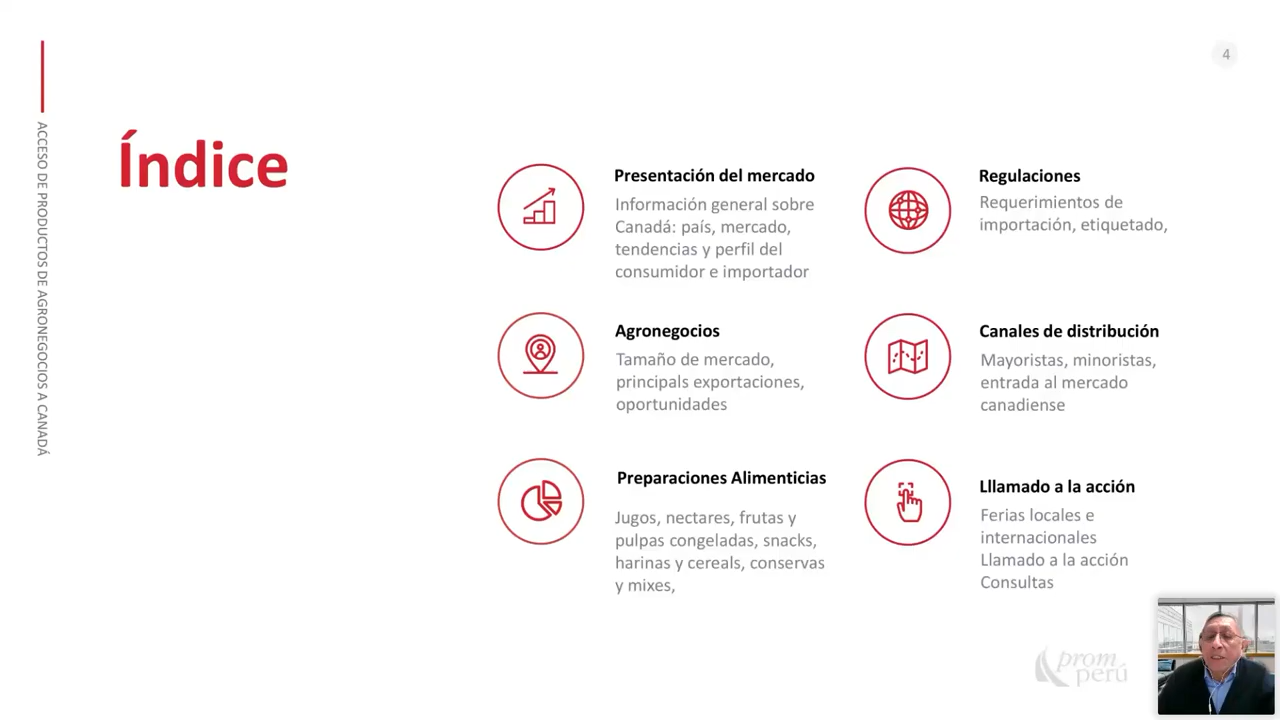 4
ACCESO DE PRODUCTOS DE AGRONEGOCIOS A CANADÁ
Índice
Presentación del mercado
Información general sobre
Canadá: país, mercado,
tendencias y perfil del
consumidor e importador
Regulaciones
Requerimientos de
importación, etiquetado,
Agronegocios
Tamaño de mercado,
principals exportaciones,
oportunidades
Canales de distribución
Mayoristas, minoristas,
entrada al mercado
canadiense
Preparaciones Alimenticias
Jugos, nectares, frutas y
pulpas congeladas, snacks,
harinas y cereals, conservas
y mixes,
Lllamado a la acción
Ferias locales e
internacionales
Llamado a la acción
Consultas
prom
perú